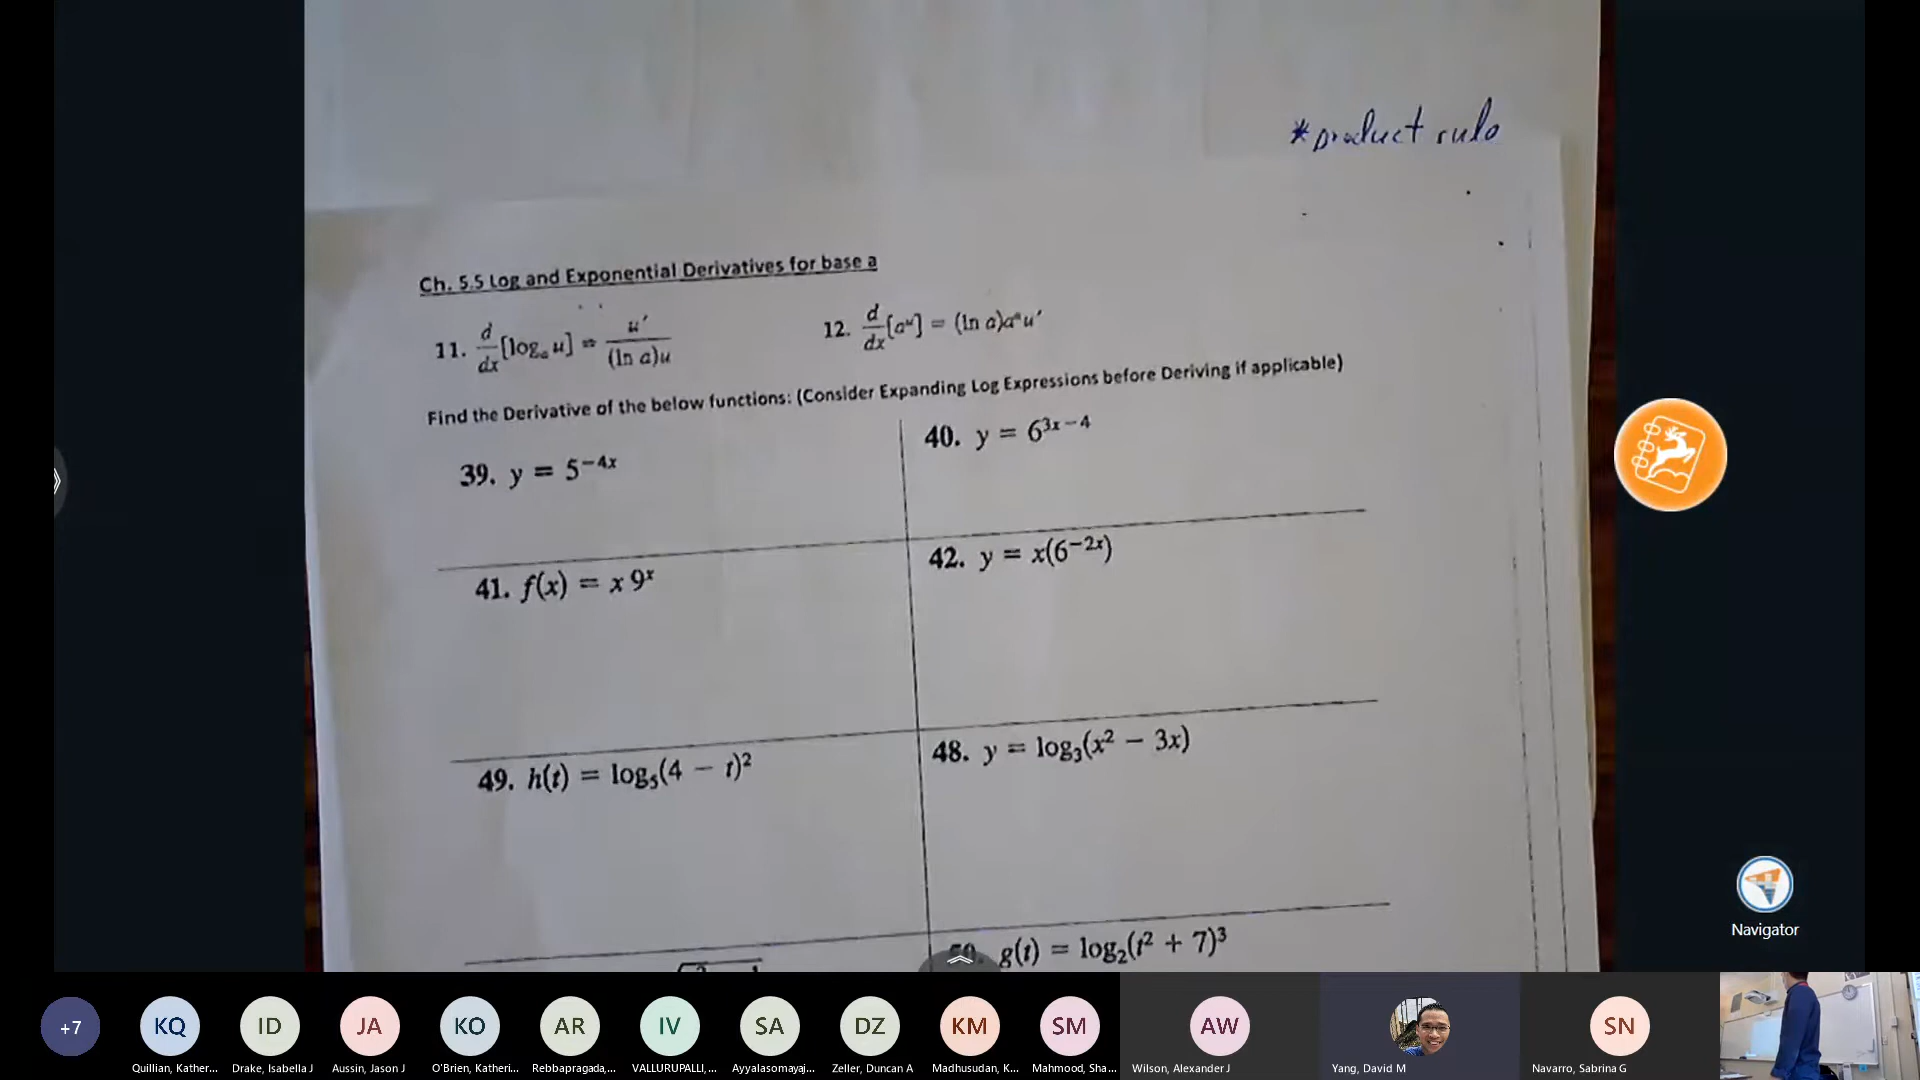 *product rule
Ch. 5.5 Log and Exponential Derivatives for base a
11. d/dx [logₐ u] = u′/(ln a)u
12. d/dx [aᵘ] = (ln a)aᵘu′
Find the Derivative of the below functions: (Consider Expanding Log Expressions before Deriving if applicable)
39. y = 5⁻⁴ˣ
40. y = 6³ˣ⁻⁴
41. f(x) = x 9ˣ
42. y = x(6⁻²ˣ)
49. h(t) = log₅(4 − t)²
48. y = log₃(x² − 3x)
50. g(t) = log₂(t² + 7)³
Navigator
+7
KQ
ID
JA
KO
AR
IV
SA
DZ
KM
SM
AW
SN
Quillian, Kather...
Drake, Isabella J
Aussin, Jason J
O'Brien, Katheri...
Rebbapragada,...
VALLURUPALLI,...
Ayyalasomayaj...
Zeller, Duncan A
Madhusudan, K...
Mahmood, Sha...
Wilson, Alexander J
Yang, David M
Navarro, Sabrina G